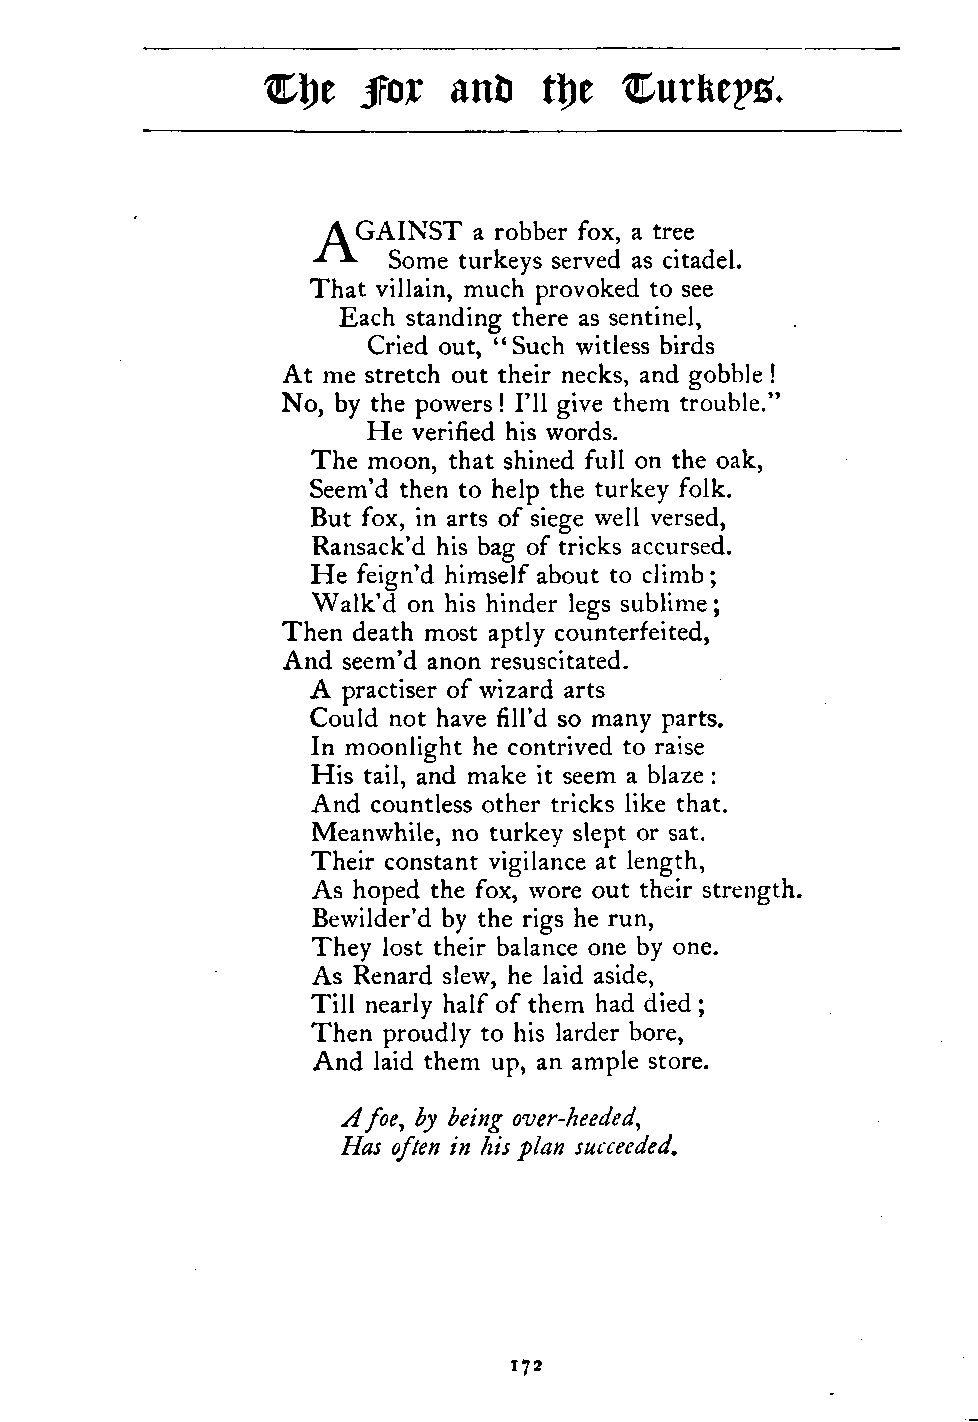 The Fox and the Turkeys.
AGAINST a robber fox, a tree
Some turkeys served as citadel.
That villain, much provoked to see
Each standing there as sentinel,
Cried out, “Such witless birds
At me stretch out their necks, and gobble!
No, by the powers! I’ll give them trouble.”
He verified his words.
The moon, that shined full on the oak,
Seem’d then to help the turkey folk.
But fox, in arts of siege well versed,
Ransack’d his bag of tricks accursed.
He feign’d himself about to climb;
Walk’d on his hinder legs sublime;
Then death most aptly counterfeited,
And seem’d anon resuscitated.
A practiser of wizard arts
Could not have fill’d so many parts.
In moonlight he contrived to raise
His tail, and make it seem a blaze:
And countless other tricks like that.
Meanwhile, no turkey slept or sat.
Their constant vigilance at length,
As hoped the fox, wore out their strength.
Bewilder’d by the rigs he run,
They lost their balance one by one.
As Renard slew, he laid aside,
Till nearly half of them had died;
Then proudly to his larder bore,
And laid them up, an ample store.
A foe, by being over-heeded,
Has often in his plan succeeded.
172